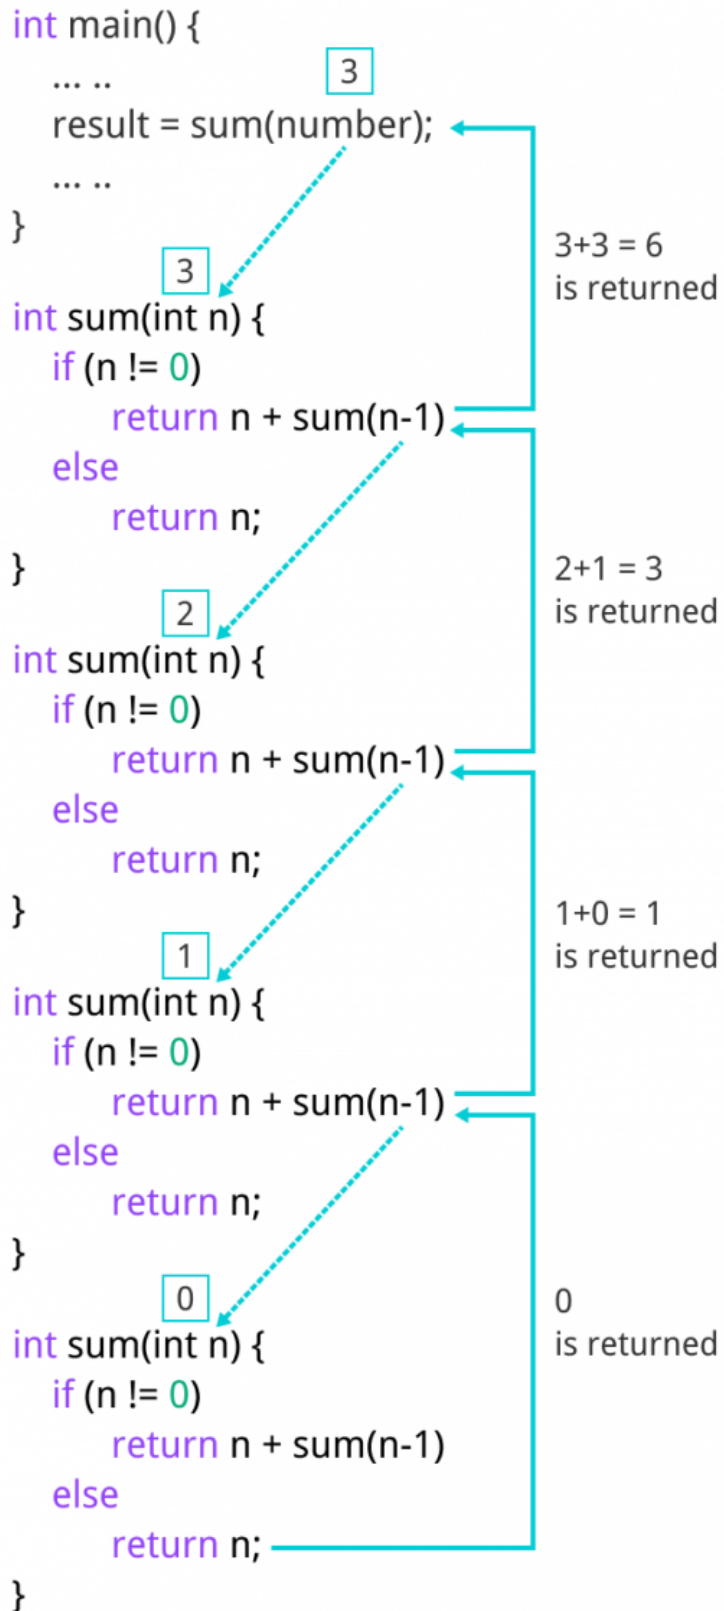 int main() {
... ..
3
result = sum(number);
... ..
}
3+3 = 6
is returned
3
int sum(int n) {
if (n != 0)
return n + sum(n-1)
else
return n;
}
2+1 = 3
is returned
2
int sum(int n) {
if (n != 0)
return n + sum(n-1)
else
return n;
}
1+0 = 1
is returned
1
int sum(int n) {
if (n != 0)
return n + sum(n-1)
else
return n;
}
0
is returned
0
int sum(int n) {
if (n != 0)
return n + sum(n-1)
else
return n;
}